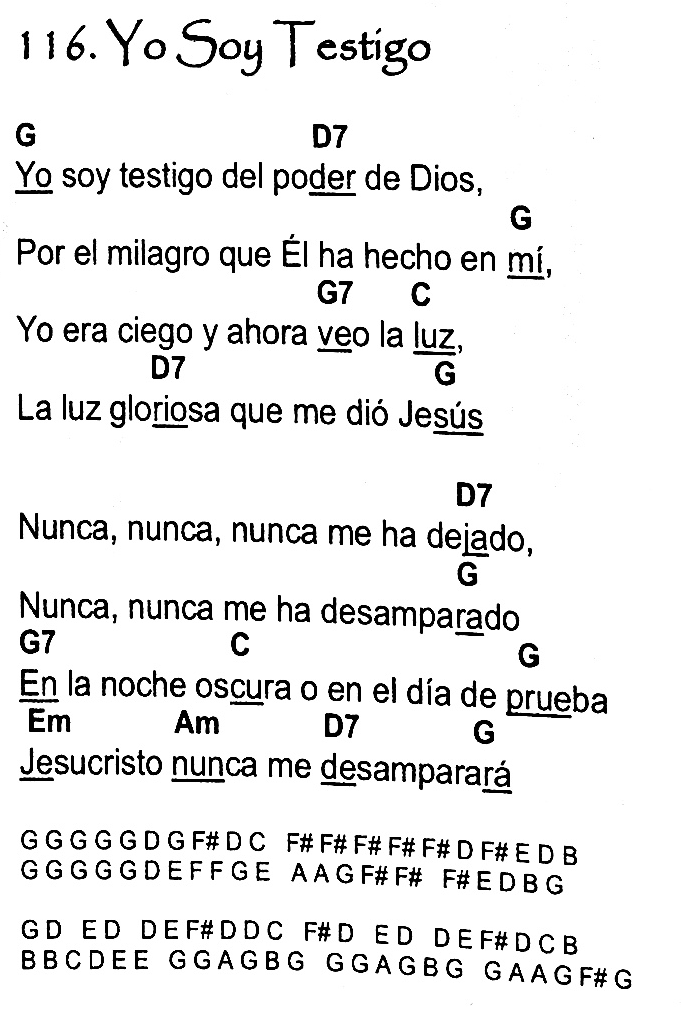 116. Yo Soy Testigo
G D7
Yo soy testigo del poder de Dios,
G
Por el milagro que Él ha hecho en mí,
G7 C
Yo era ciego y ahora veo la luz,
D7 G
La luz gloriosa que me dió Jesús
D7
Nunca, nunca, nunca me ha dejado,
G
Nunca, nunca me ha desamparado
G7 C G
En la noche oscura o en el día de prueba
Em Am D7 G
Jesucristo nunca me desamparará
G G G G G D G F# D C F# F# F# F# F# D F# E D B
G G G G G D E F F G E A A G F# F# F# E D B G
G D E D D E F# D D C F# D E D D E F# D C B
B B C D E E G G A G B G G G A G B G G A A G F# G